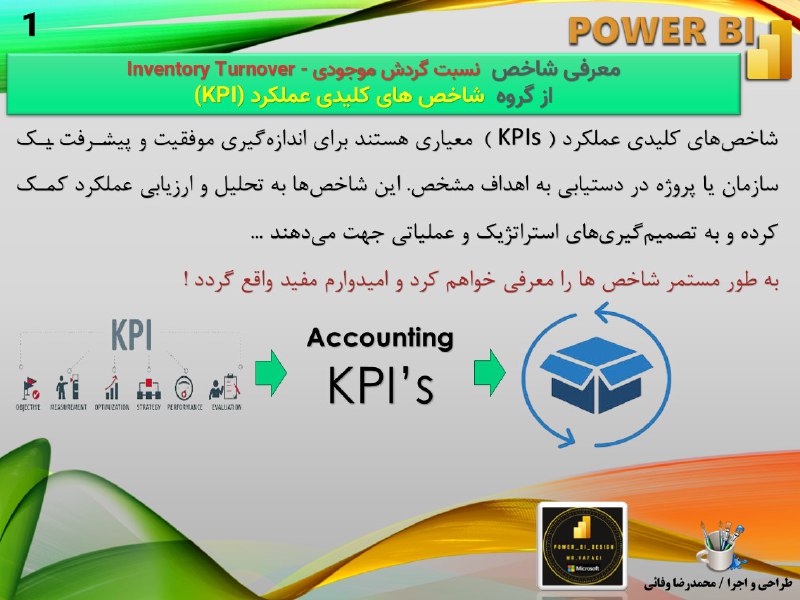 1
POWER BI
معرفی شاخص نسبت گردش موجودی - Inventory Turnover
از گروه شاخص های کلیدی عملکرد (KPI)
شاخص‌های کلیدی عملکرد ( KPIs ) معیاری هستند برای اندازه‌گیری موفقیت و پیشرفت یک
سازمان یا پروژه در دستیابی به اهداف مشخص. این شاخص‌ها به تحلیل و ارزیابی عملکرد کمک
کرده و به تصمیم‌گیری‌های استراتژیک و عملیاتی جهت می‌دهند ...
به طور مستمر شاخص ها را معرفی خواهم کرد و امیدوارم مفید واقع گردد !
KPI
OBJECTIVE MEASUREMENT OPTIMIZATION STRATEGY PERFORMANCE EVALUATION
Accounting
KPI's
POWER_BI_DESIGN
MR.VAFAEI
Microsoft
طراحی و اجرا / محمدرضا وفائی